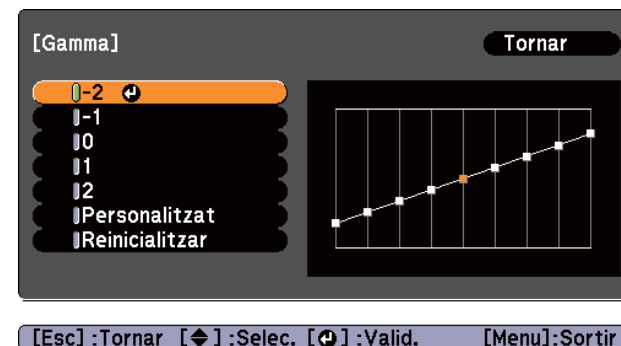 [Gamma] Tornar
-2
-1
0
1
2
Personalitzat
Reinicialitzar
[Esc] :Tornar [◆] :Selec. [↵] :Valid. [Menu]:Sortir